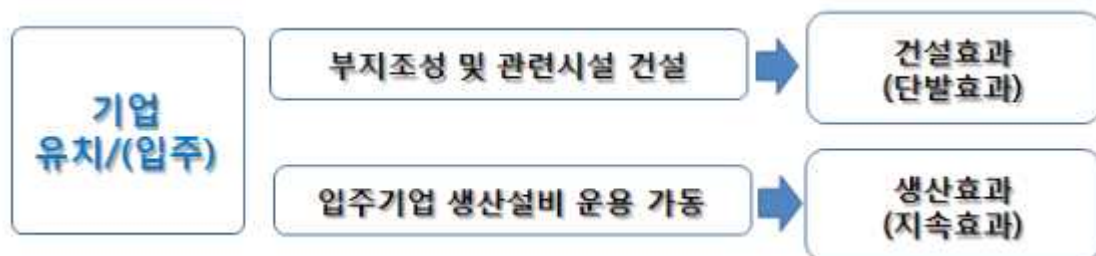 기업
유치/(입주)
부지조성 및 관련시설 건설
건설효과
(단발효과)
입주기업 생산설비 운용 가동
생산효과
(지속효과)